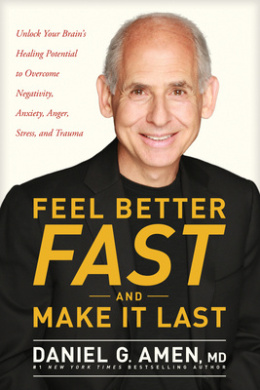 Unlock Your Brain's
Healing Potential
to Overcome
Negativity,
Anxiety, Anger,
Stress, and Trauma
FEEL BETTER
FAST
AND
MAKE IT LAST
DANIEL G. AMEN, MD
#1 NEW YORK TIMES BESTSELLING AUTHOR